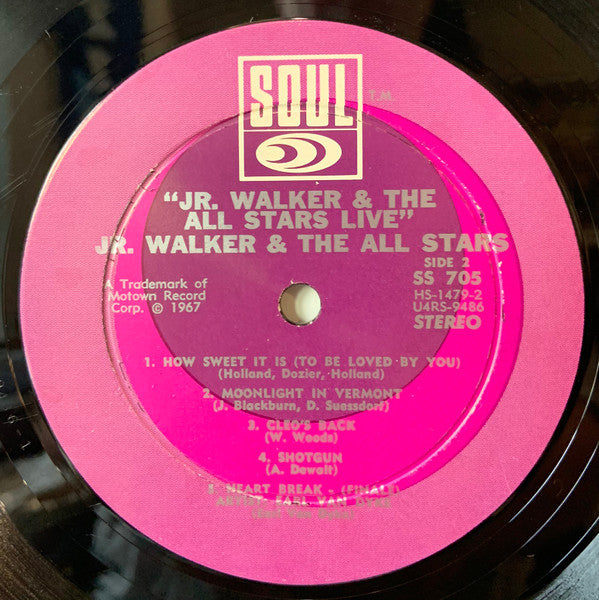 SOUL
T.M.
"JR. WALKER & THE
ALL STARS LIVE"
JR. WALKER & THE ALL STARS
SIDE 2
A Trademark of
Motown Record
Corp. © 1967
SS 705
HS-1479-2
U4RS-9486
STEREO
1. HOW SWEET IT IS (TO BE LOVED BY YOU)
(Holland, Dozier, Holland)
2. MOONLIGHT IN VERMONT
(J. Blackburn, D. Suessdorf)
3. CLEO'S BACK
(W. Woods)
4. SHOTGUN
(A. Dewalt)
5. HEART BREAK - (FINALE)
EARL VAN